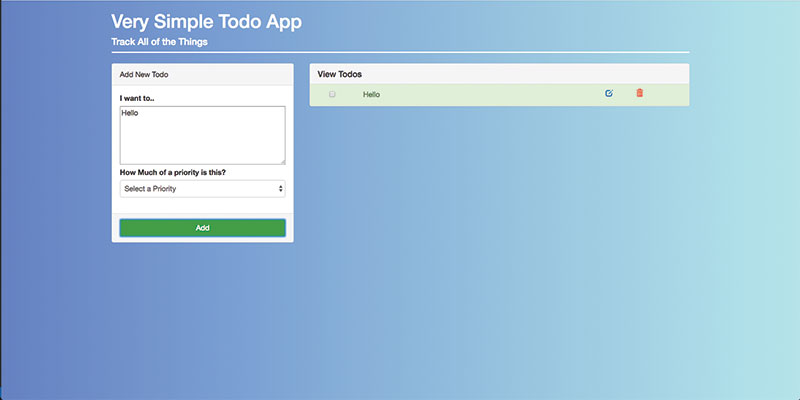 Very Simple Todo App
Track All of the Things
Add New Todo
I want to..
Hello
How Much of a priority is this?
Select a Priority
Add
View Todos
Hello